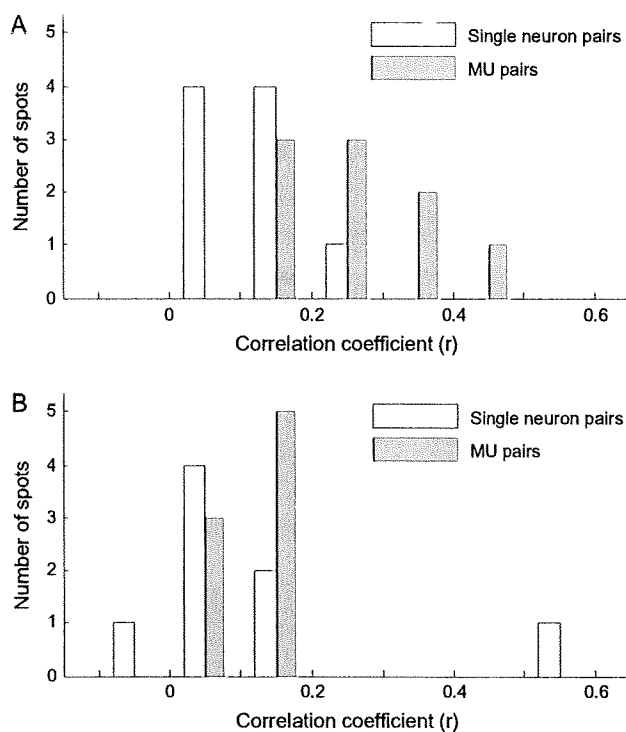 A
Single neuron pairs
MU pairs
Number of spots
5
4
3
2
1
0
0
0.2
0.4
0.6
Correlation coefficient (r)
B
Single neuron pairs
MU pairs
Number of spots
5
4
3
2
1
0
0
0.2
0.4
0.6
Correlation coefficient (r)